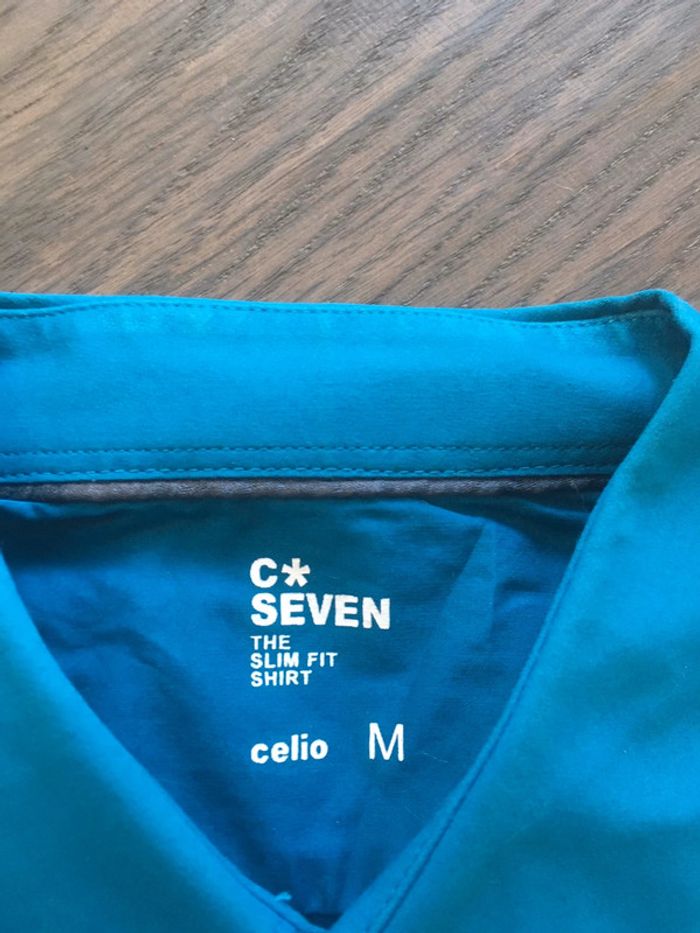 C*
SEVEN
THE
SLIM FIT
SHIRT
celio M